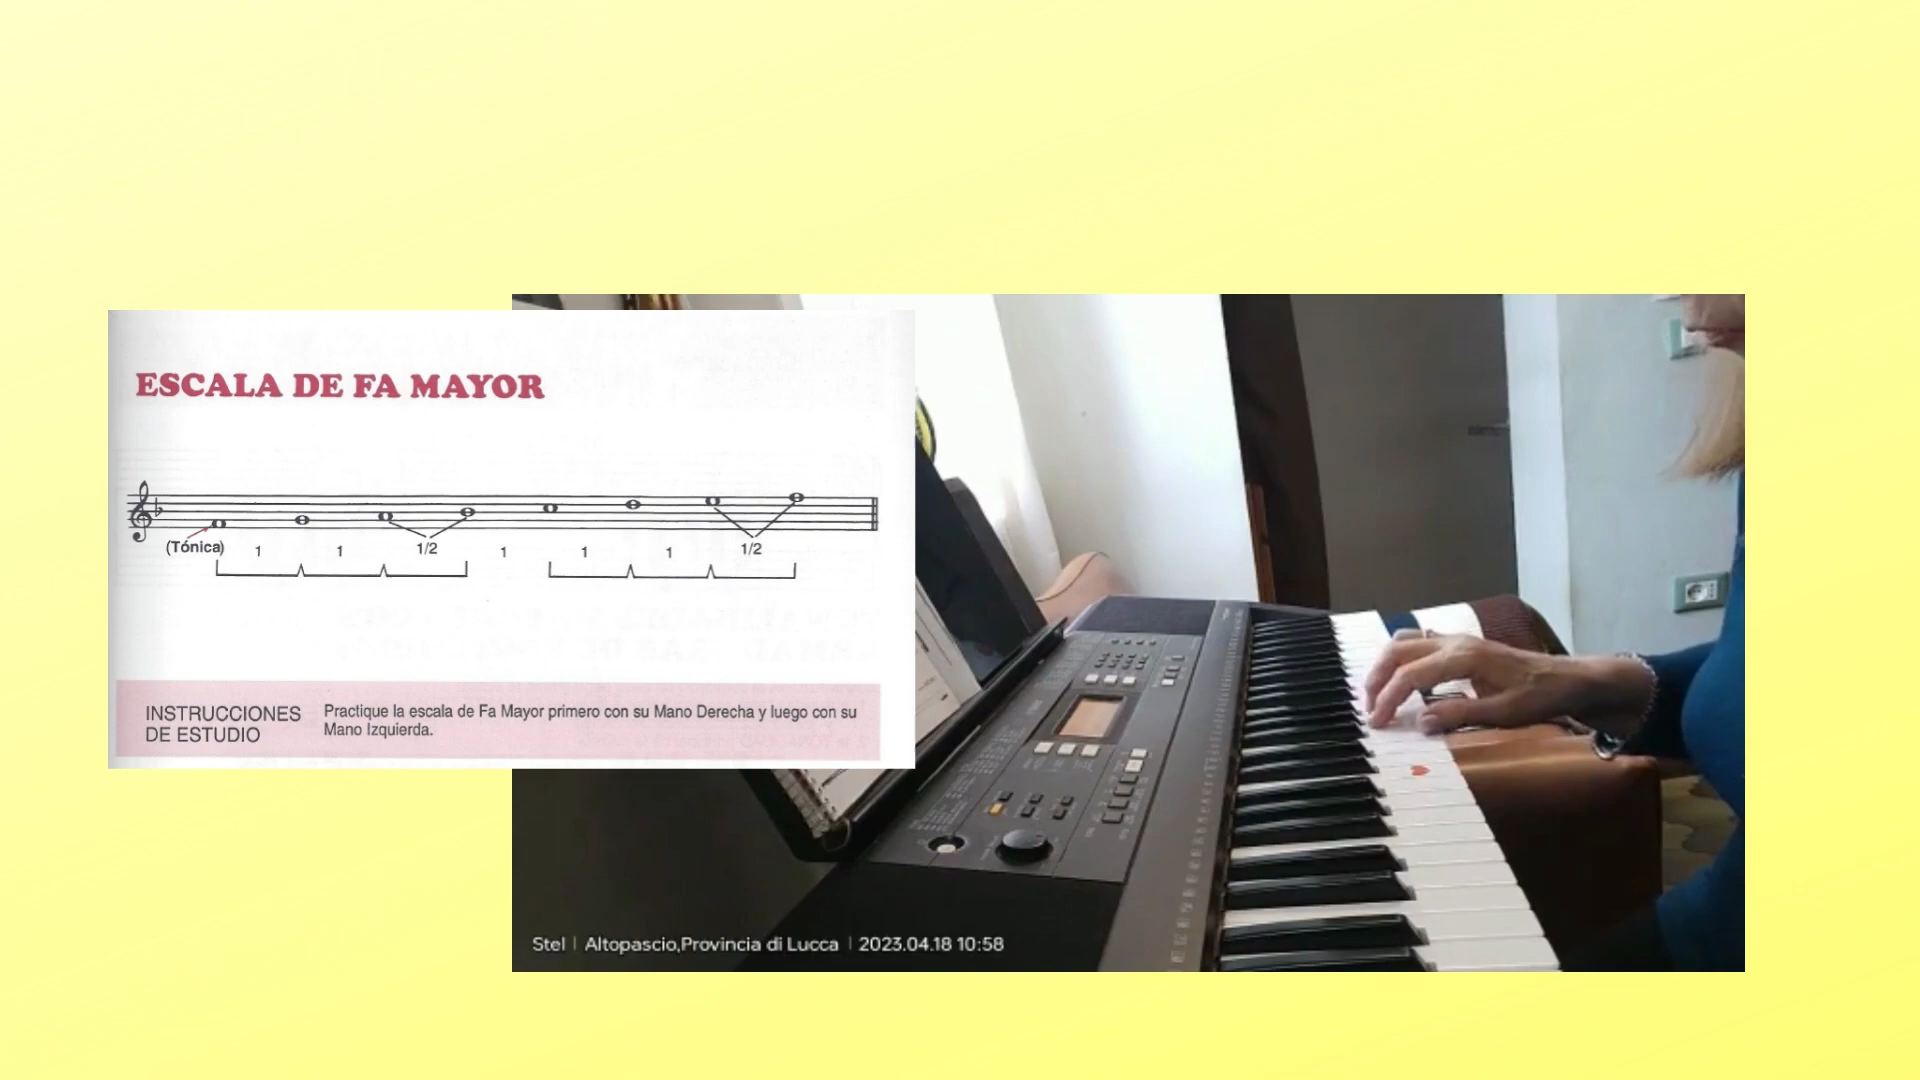 ESCALA DE FA MAYOR
(Tónica) 1 1 1/2 1 1 1 1/2
INSTRUCCIONES
DE ESTUDIO
Practique la escala de Fa Mayor primero con su Mano Derecha y luego con su
Mano Izquierda.
Stel | Altopascio,Provincia di Lucca | 2023.04.18 10:58